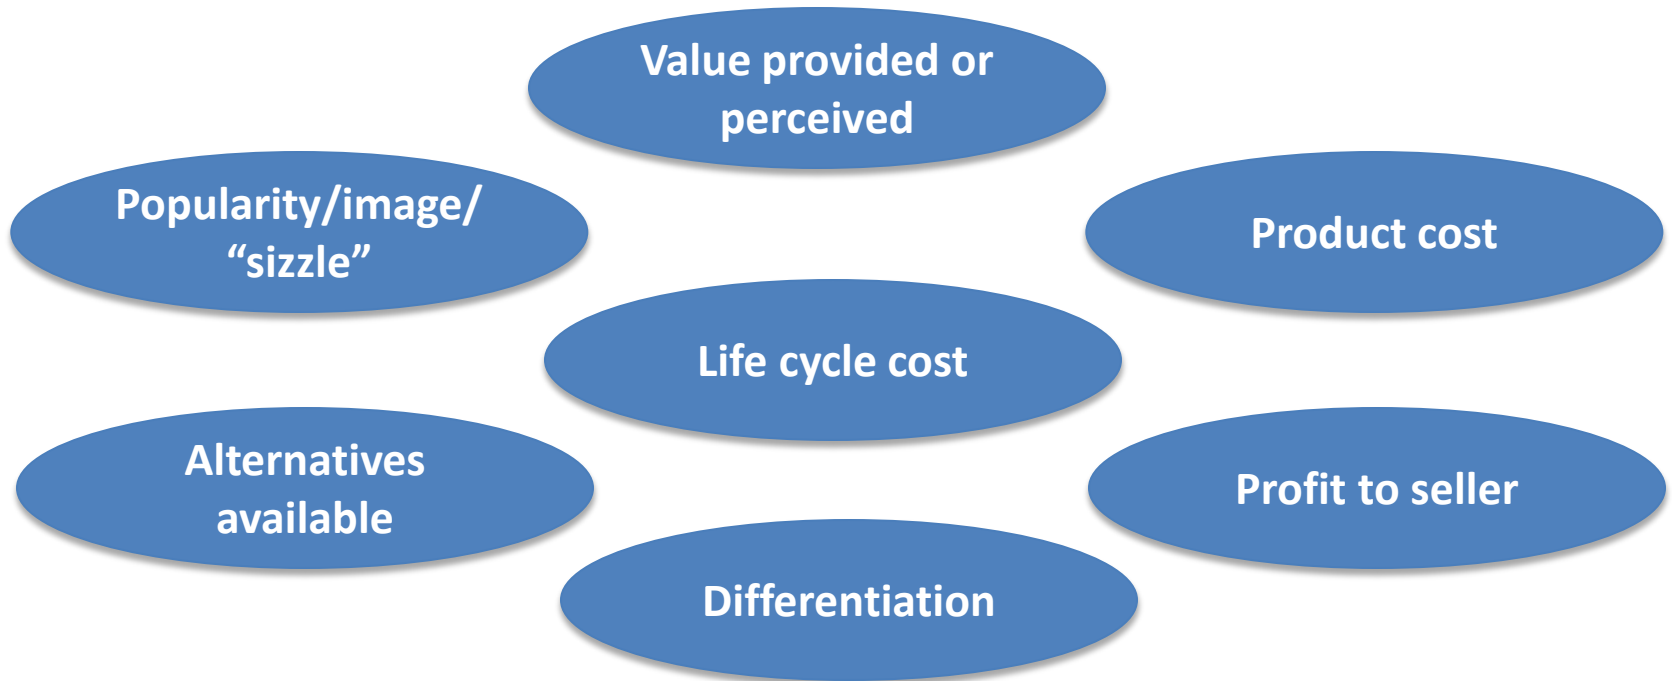 Value provided or
perceived
Popularity/image/
“sizzle”
Product cost
Life cycle cost
Alternatives
available
Profit to seller
Differentiation